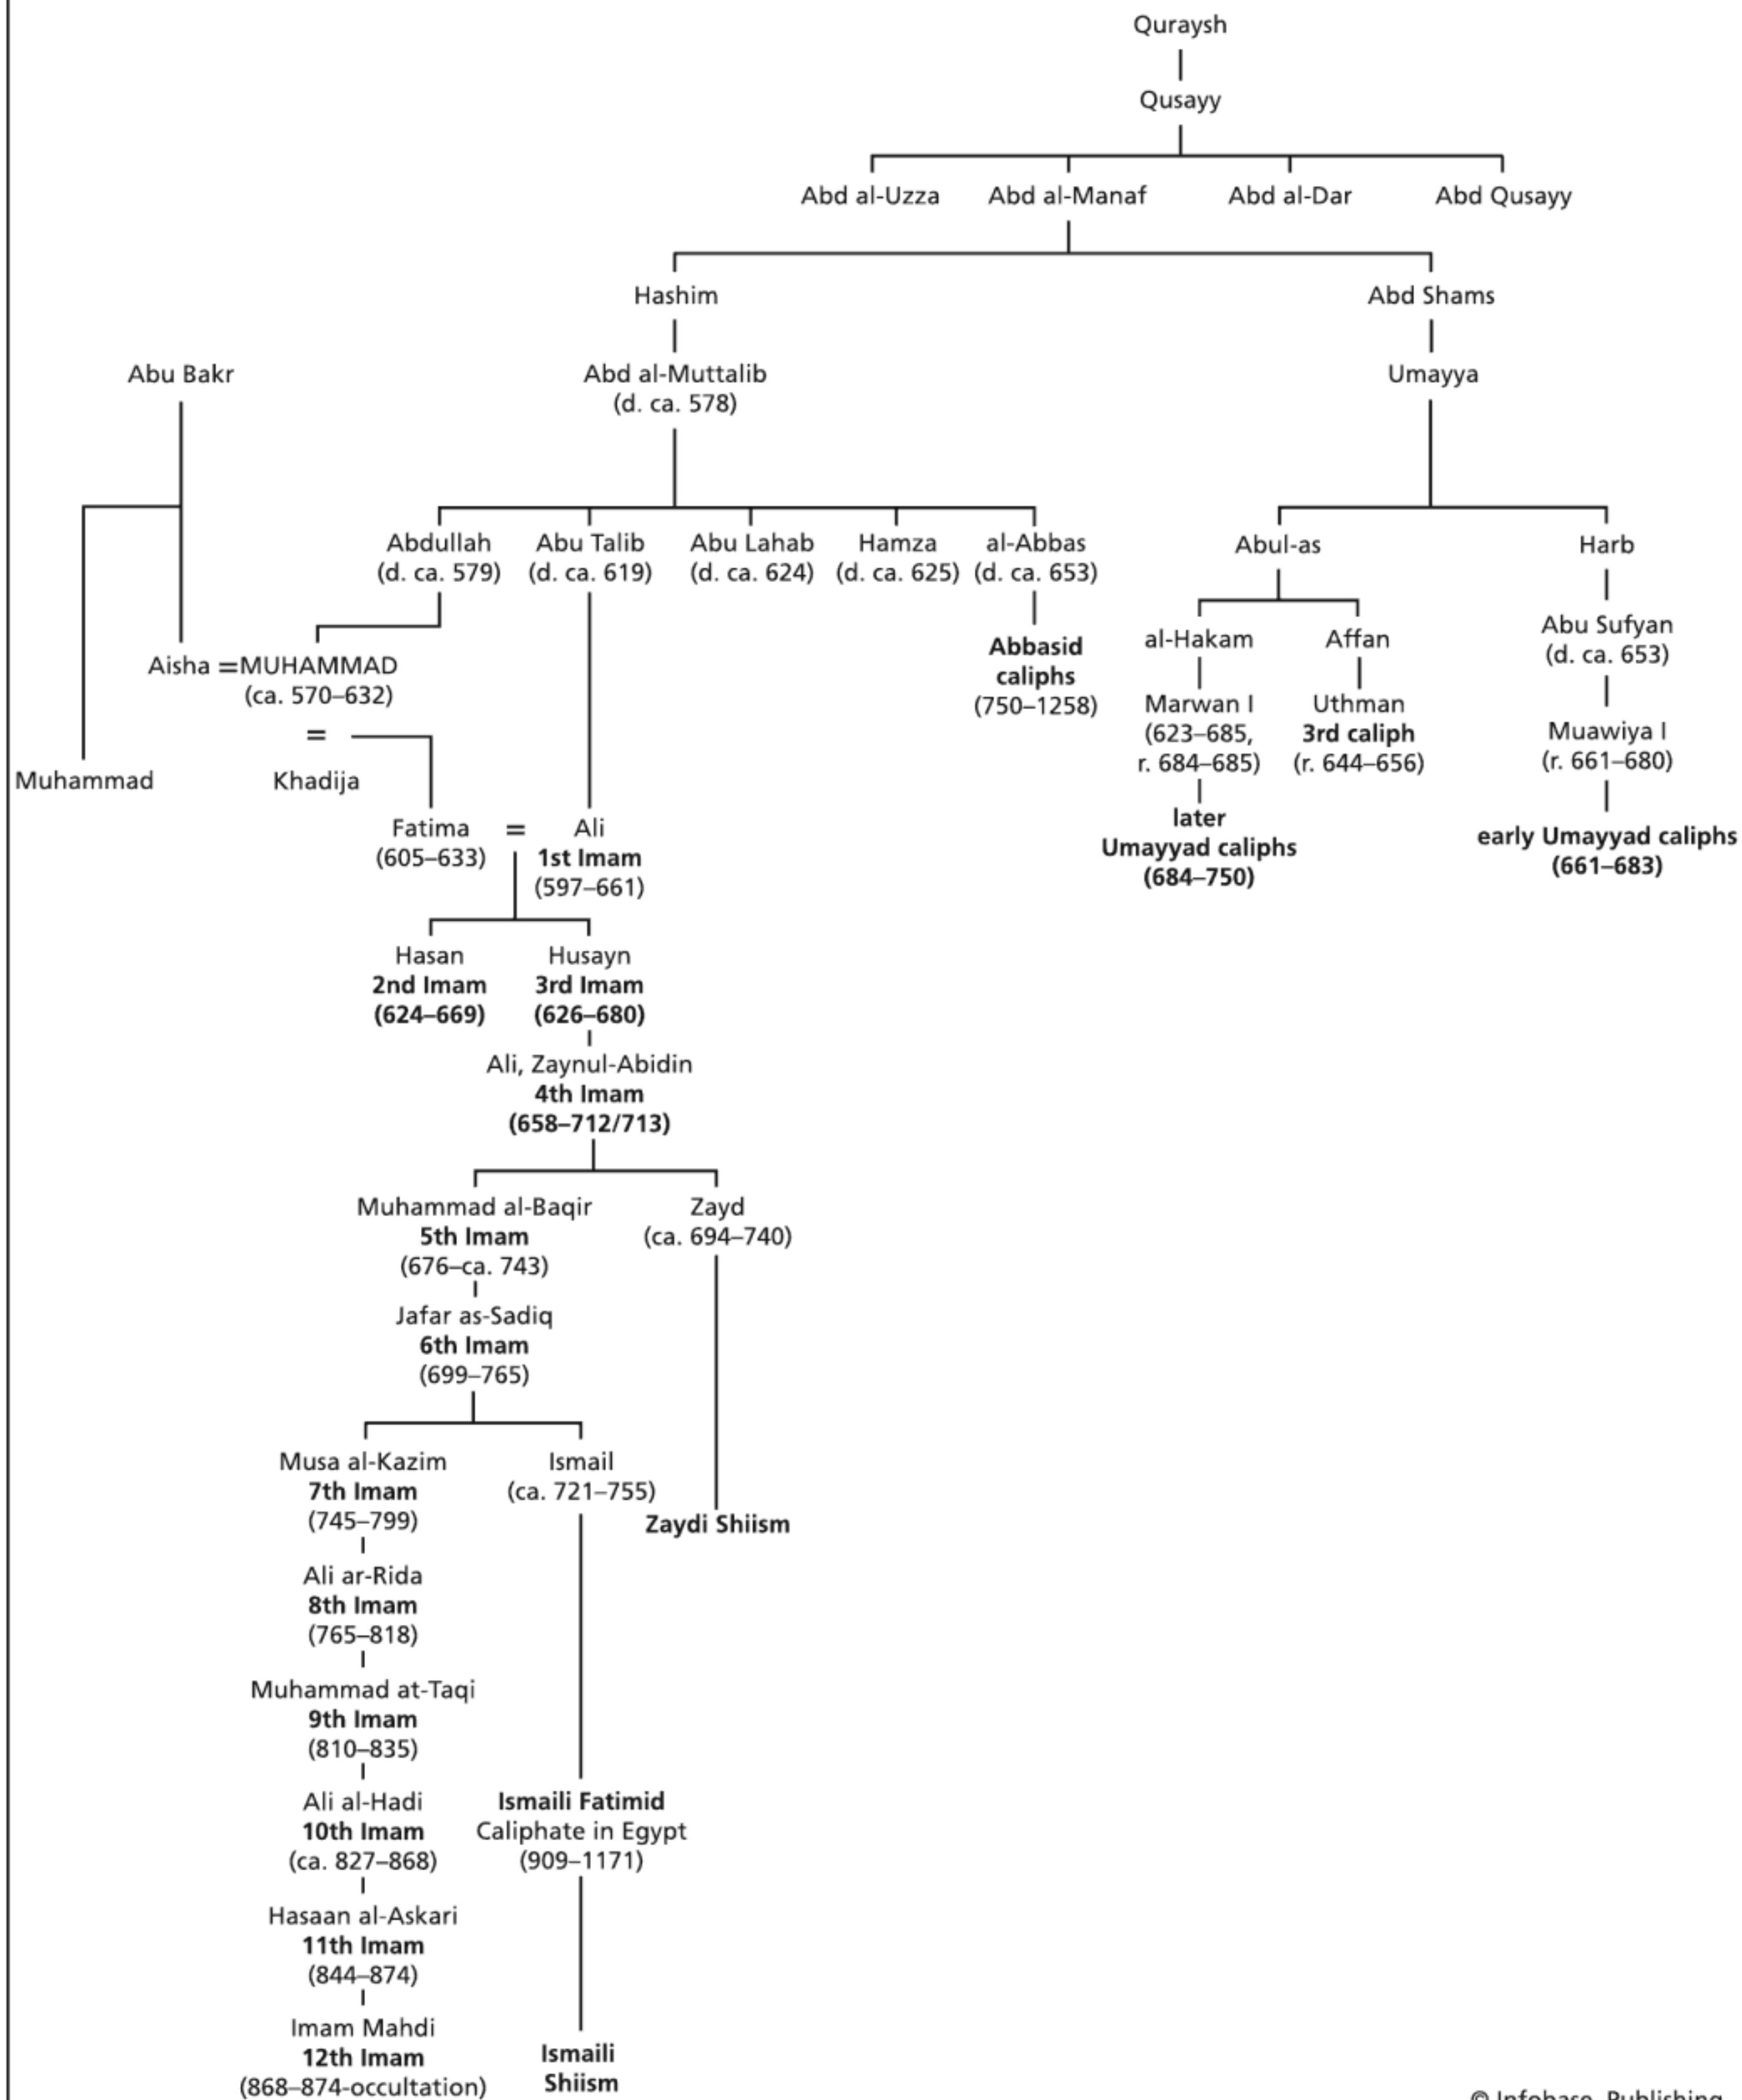 Quraysh
Qusayy
Abd al-Uzza Abd al-Manaf Abd al-Dar Abd Qusayy
Hashim Abd Shams
Abu Bakr Abd al-Muttalib Umayya
(d. ca. 578)
Abdullah Abu Talib Abu Lahab Hamza al-Abbas Abul-as Harb
(d. ca. 579) (d. ca. 619) (d. ca. 624) (d. ca. 625) (d. ca. 653)
Abu Sufyan
(d. ca. 653)
al-Hakam Affan
Abbasid
caliphs
(750–1258)
Aisha =MUHAMMAD
(ca. 570–632)
=
Marwan I Uthman
(623–685, 3rd caliph
r. 684–685) (r. 644–656)
Muawiya I
(r. 661–680)
Muhammad Khadija
later
Umayyad caliphs
(684–750)
early Umayyad caliphs
(661–683)
Fatima = Ali
(605–633) 1st Imam
(597–661)
Hasan Husayn
2nd Imam 3rd Imam
(624–669) (626–680)
Ali, Zaynul-Abidin
4th Imam
(658–712/713)
Muhammad al-Baqir Zayd
5th Imam (ca. 694–740)
(676–ca. 743)
Jafar as-Sadiq
6th Imam
(699–765)
Musa al-Kazim Ismail
7th Imam (ca. 721–755)
(745–799) Zaydi Shiism
Ali ar-Rida
8th Imam
(765–818)
Muhammad at-Taqi
9th Imam
(810–835)
Ali al-Hadi Ismaili Fatimid
10th Imam Caliphate in Egypt
(ca. 827–868) (909–1171)
Hasaan al-Askari
11th Imam
(844–874)
Imam Mahdi
12th Imam Ismaili
(868–874-occultation) Shiism
© Infobase Publishing